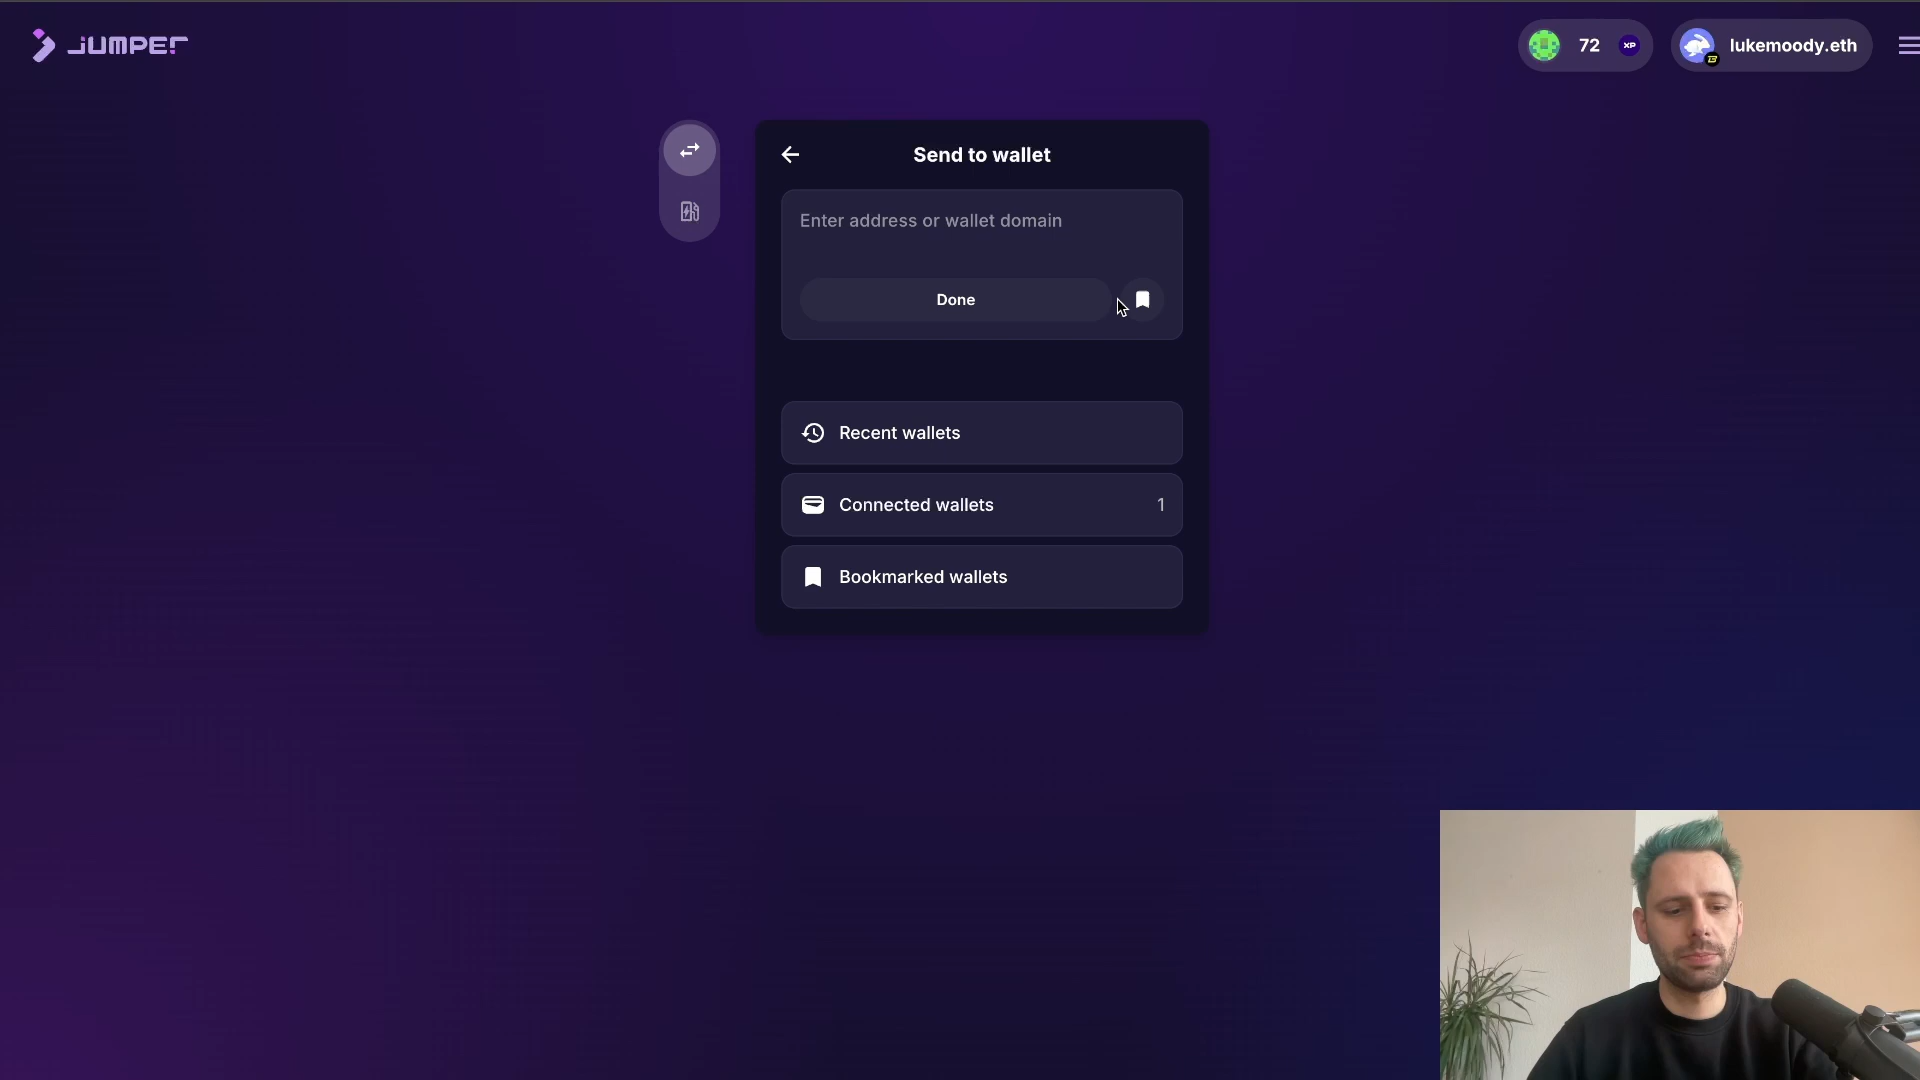 JUMPER
72
XP
lukemoody.eth
Send to wallet
Enter address or wallet domain
Done
Recent wallets
Connected wallets
1
Bookmarked wallets